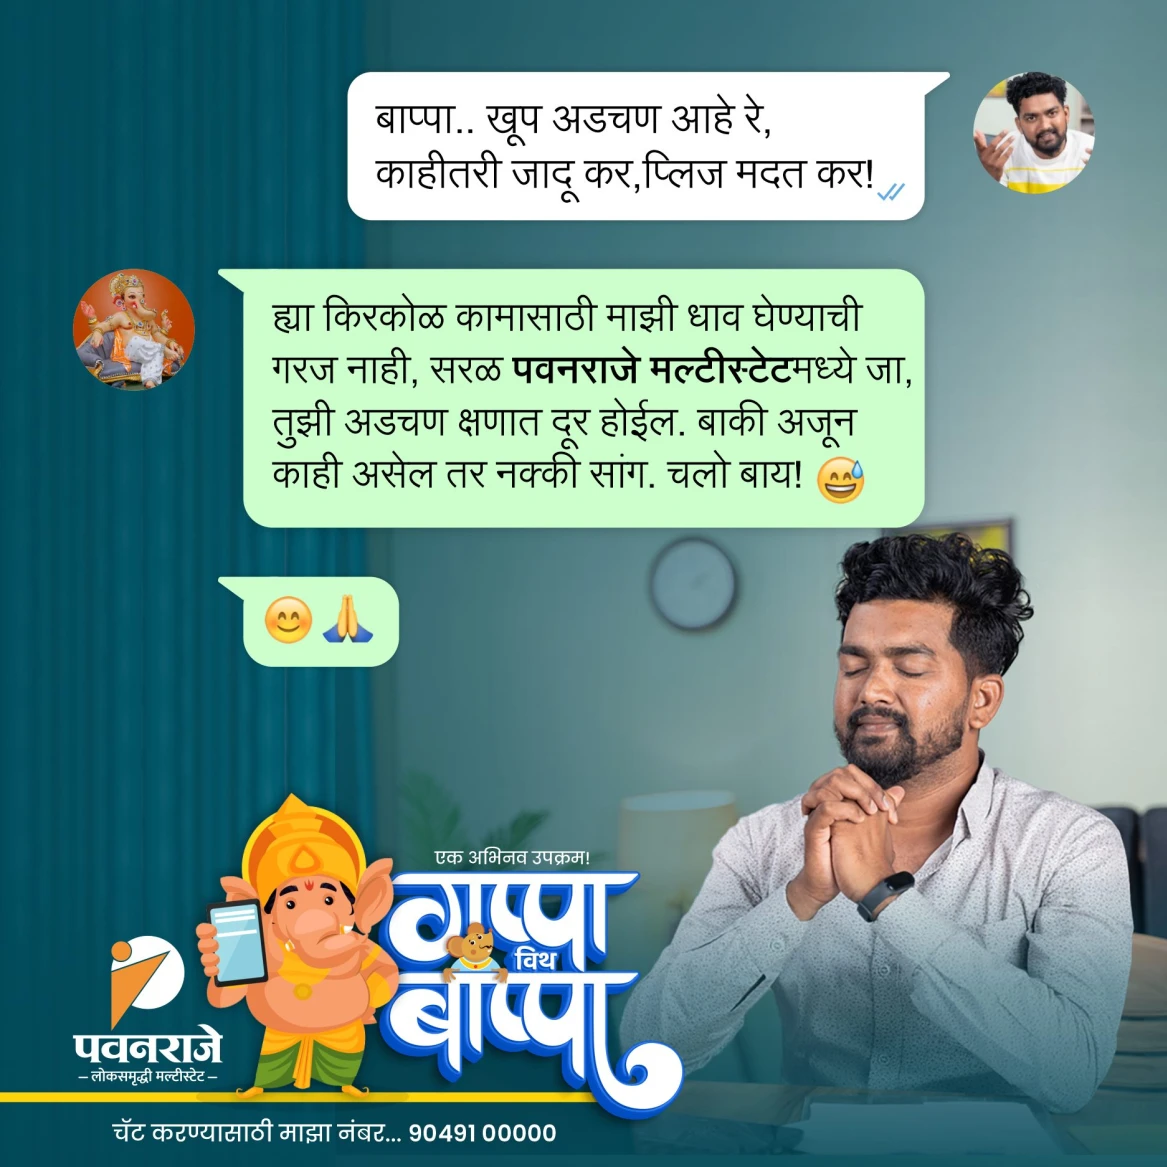 बाप्पा.. खूप अडचण आहे रे,
काहीतरी जादू कर,प्लिज मदत कर!
ह्या किरकोळ कामासाठी माझी धाव घेण्याची
गरज नाही, सरळ पवनराजे मल्टीस्टेटमध्ये जा,
तुझी अडचण क्षणात दूर होईल. बाकी अजून
काही असेल तर नक्की सांग. चलो बाय! 😅
😊 🙏
एक अभिनव उपक्रम!
गप्पा
विथ
बाप्पा
पवनराजे
– लोकसमृद्धी मल्टीस्टेट –
चॅट करण्यासाठी माझा नंबर... 90491 00000